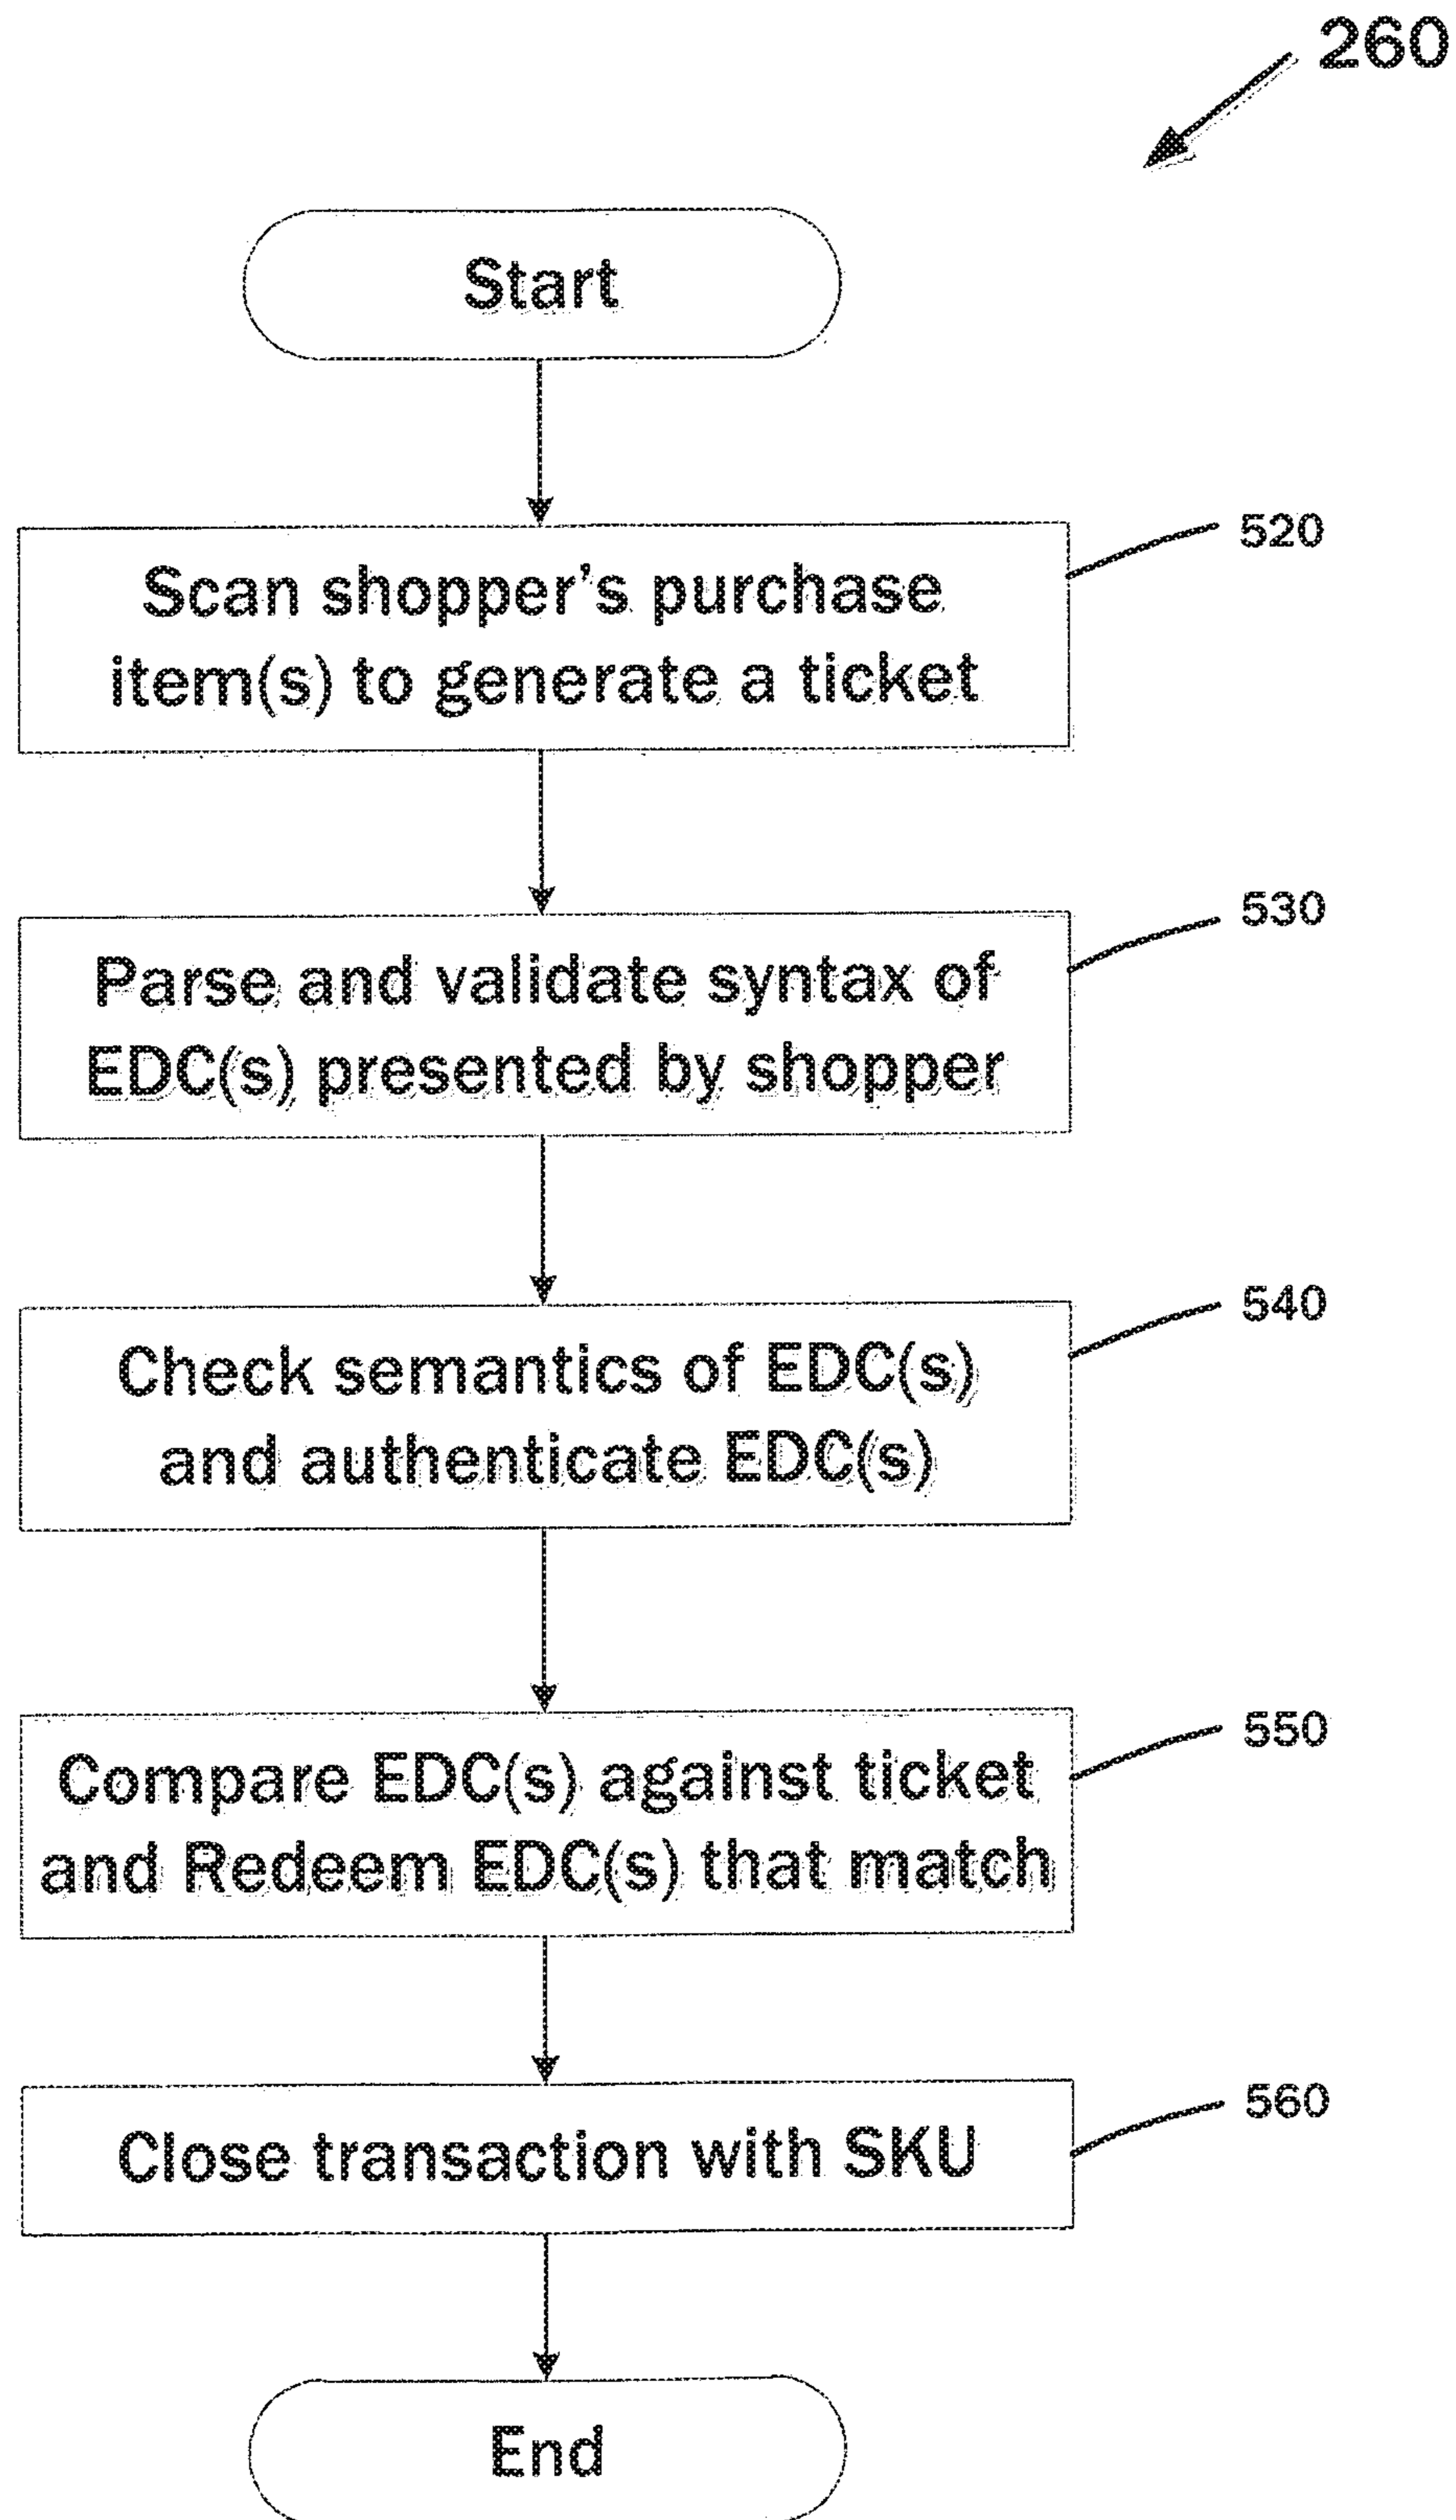 260
Start
520
Scan shopper's purchase
item(s) to generate a ticket
530
Parse and validate syntax of
EDC(s) presented by shopper
540
Check semantics of EDC(s)
and authenticate EDC(s)
550
Compare EDC(s) against ticket
and Redeem EDC(s) that match
560
Close transaction with SKU
End